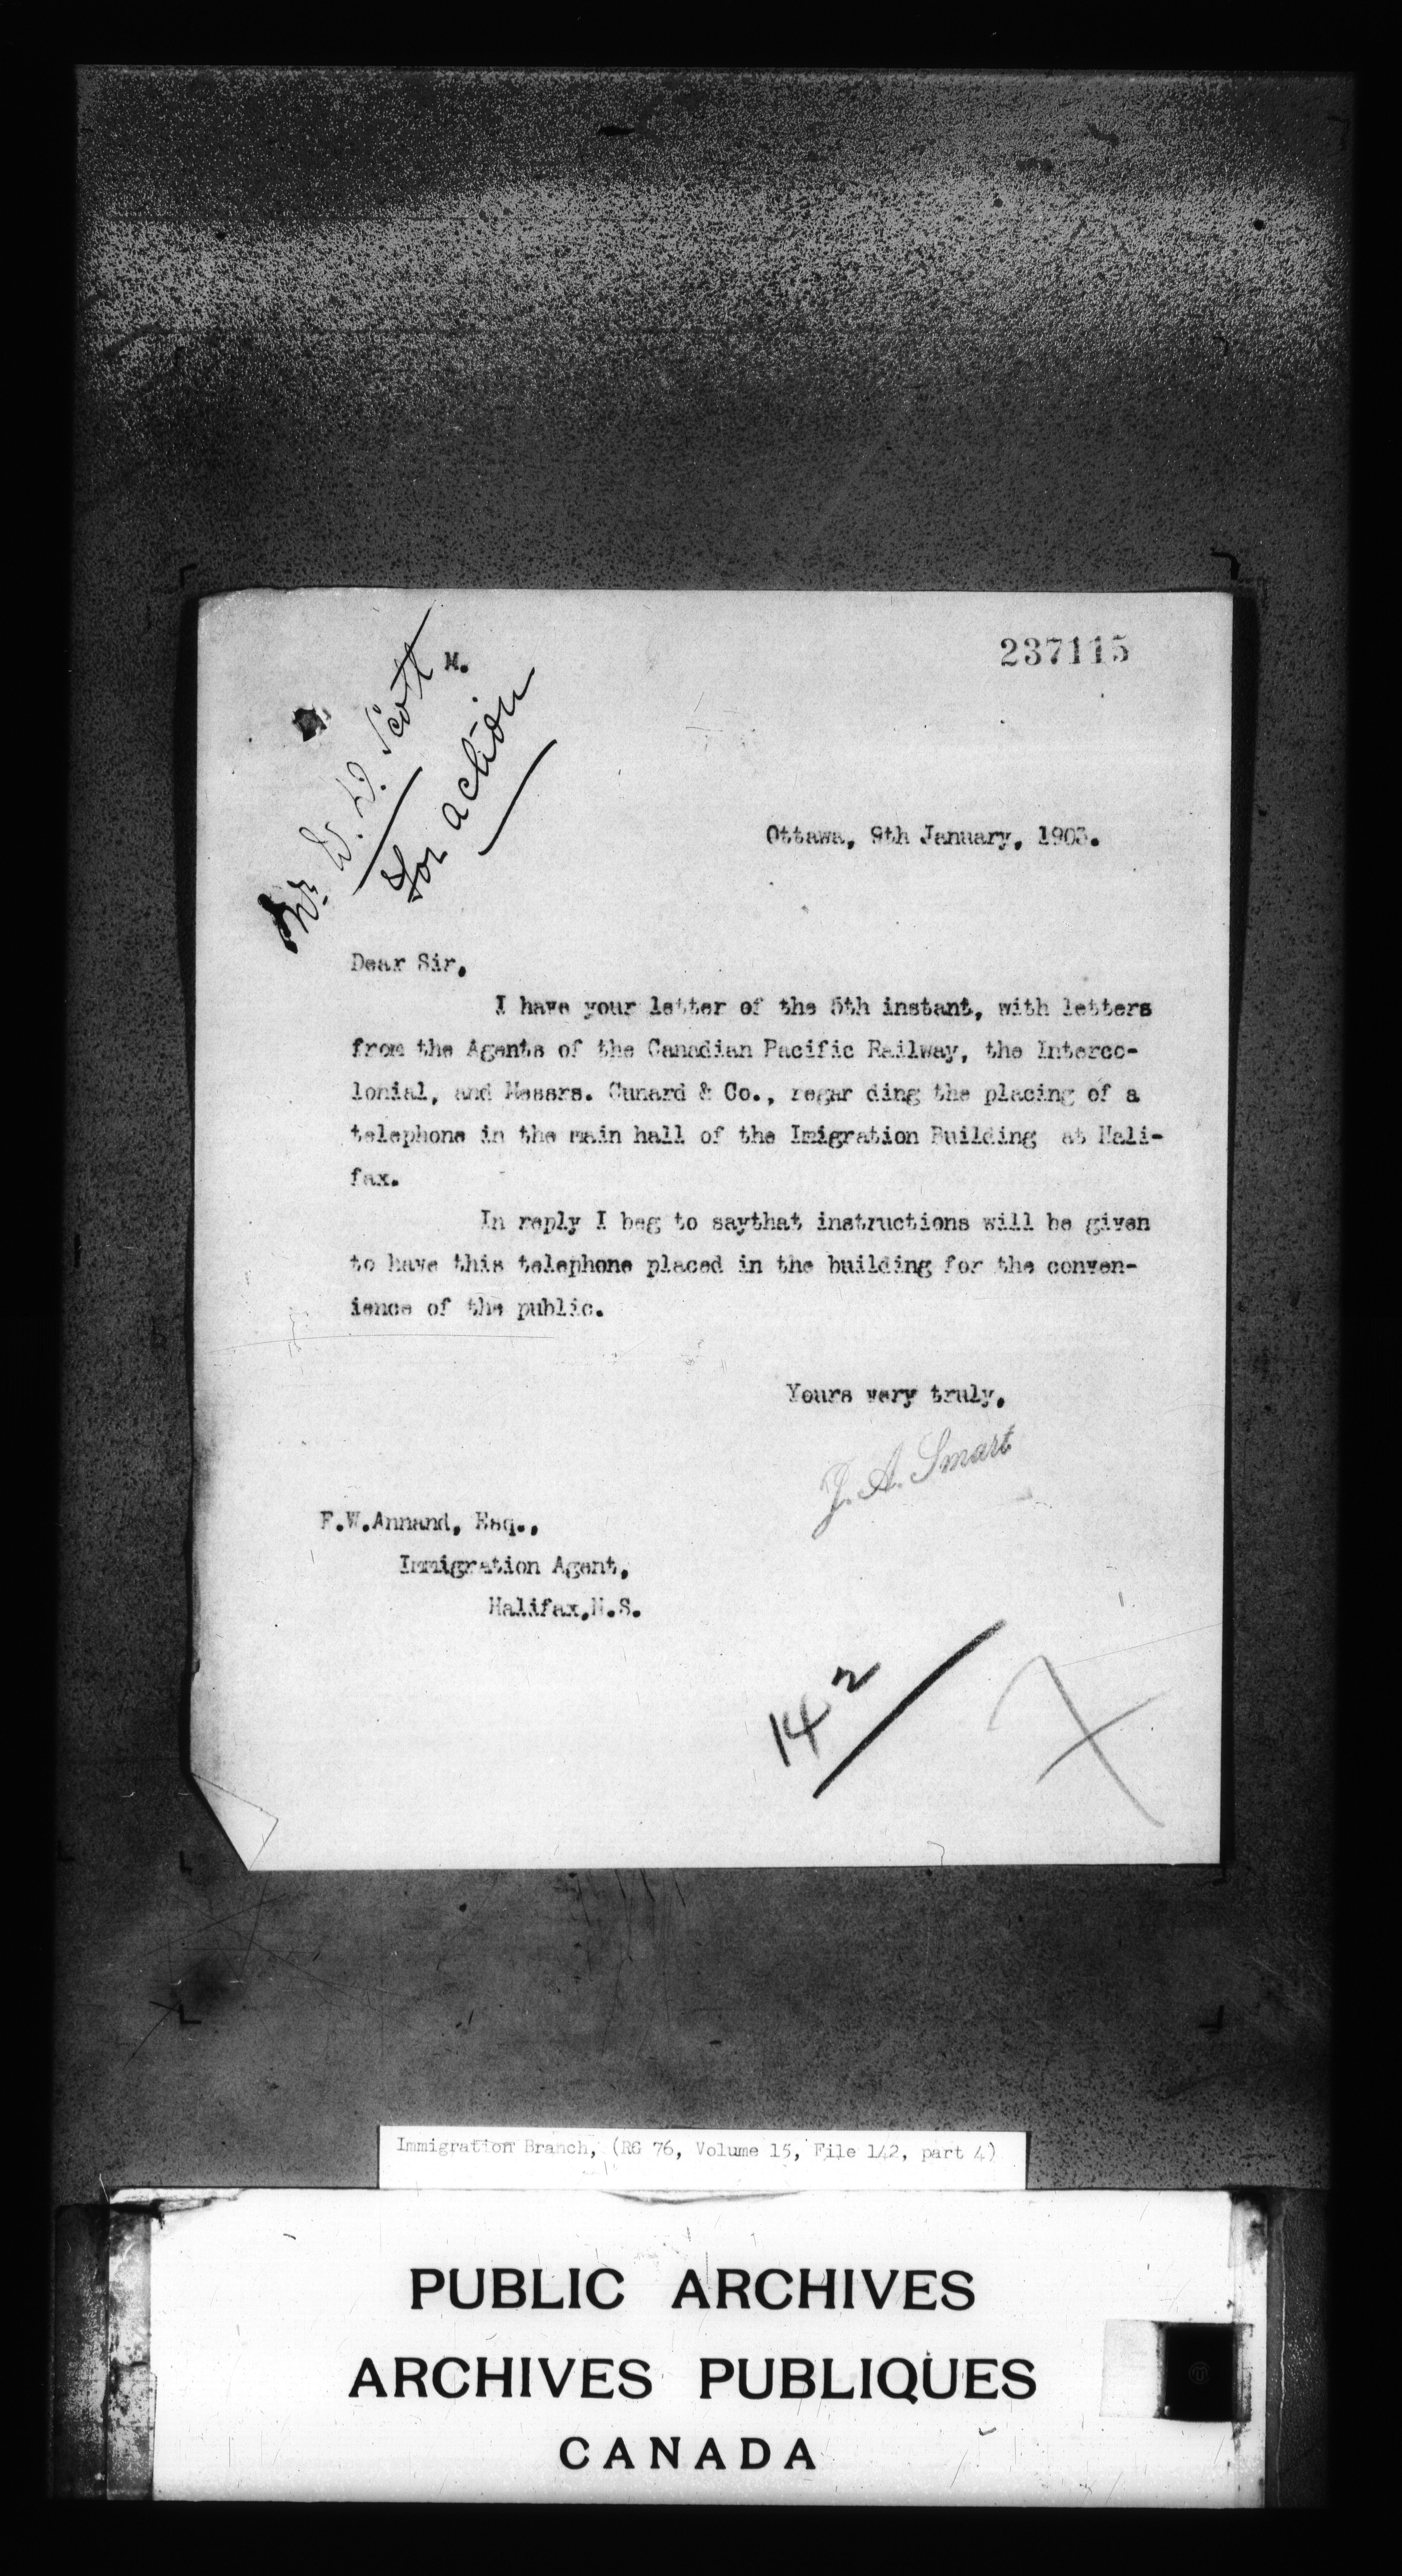 237115
M.
Mr W. D. Scott
for action
Ottawa, 9th January, 1903.
Dear Sir,
I have your letter of the 5th instant, with letters
from the Agents of the Canadian Pacific Railway, the Interco-
lonial, and Messrs. Cunard & Co., regar ding the placing of a
telephone in the main hall of the Imigration Building at Hali-
fax.
In reply I beg to saythat instructions will be given
to have this telephone placed in the building for the conven-
ience of the public.
Yours very truly,
J. A. Smart
F.W.Annand, Esq.,
Immigration Agent,
Halifax,N.S.
14 2
Immigration Branch, (RG 76, Volume 15, File 142, part 4)
PUBLIC ARCHIVES
ARCHIVES PUBLIQUES
CANADA